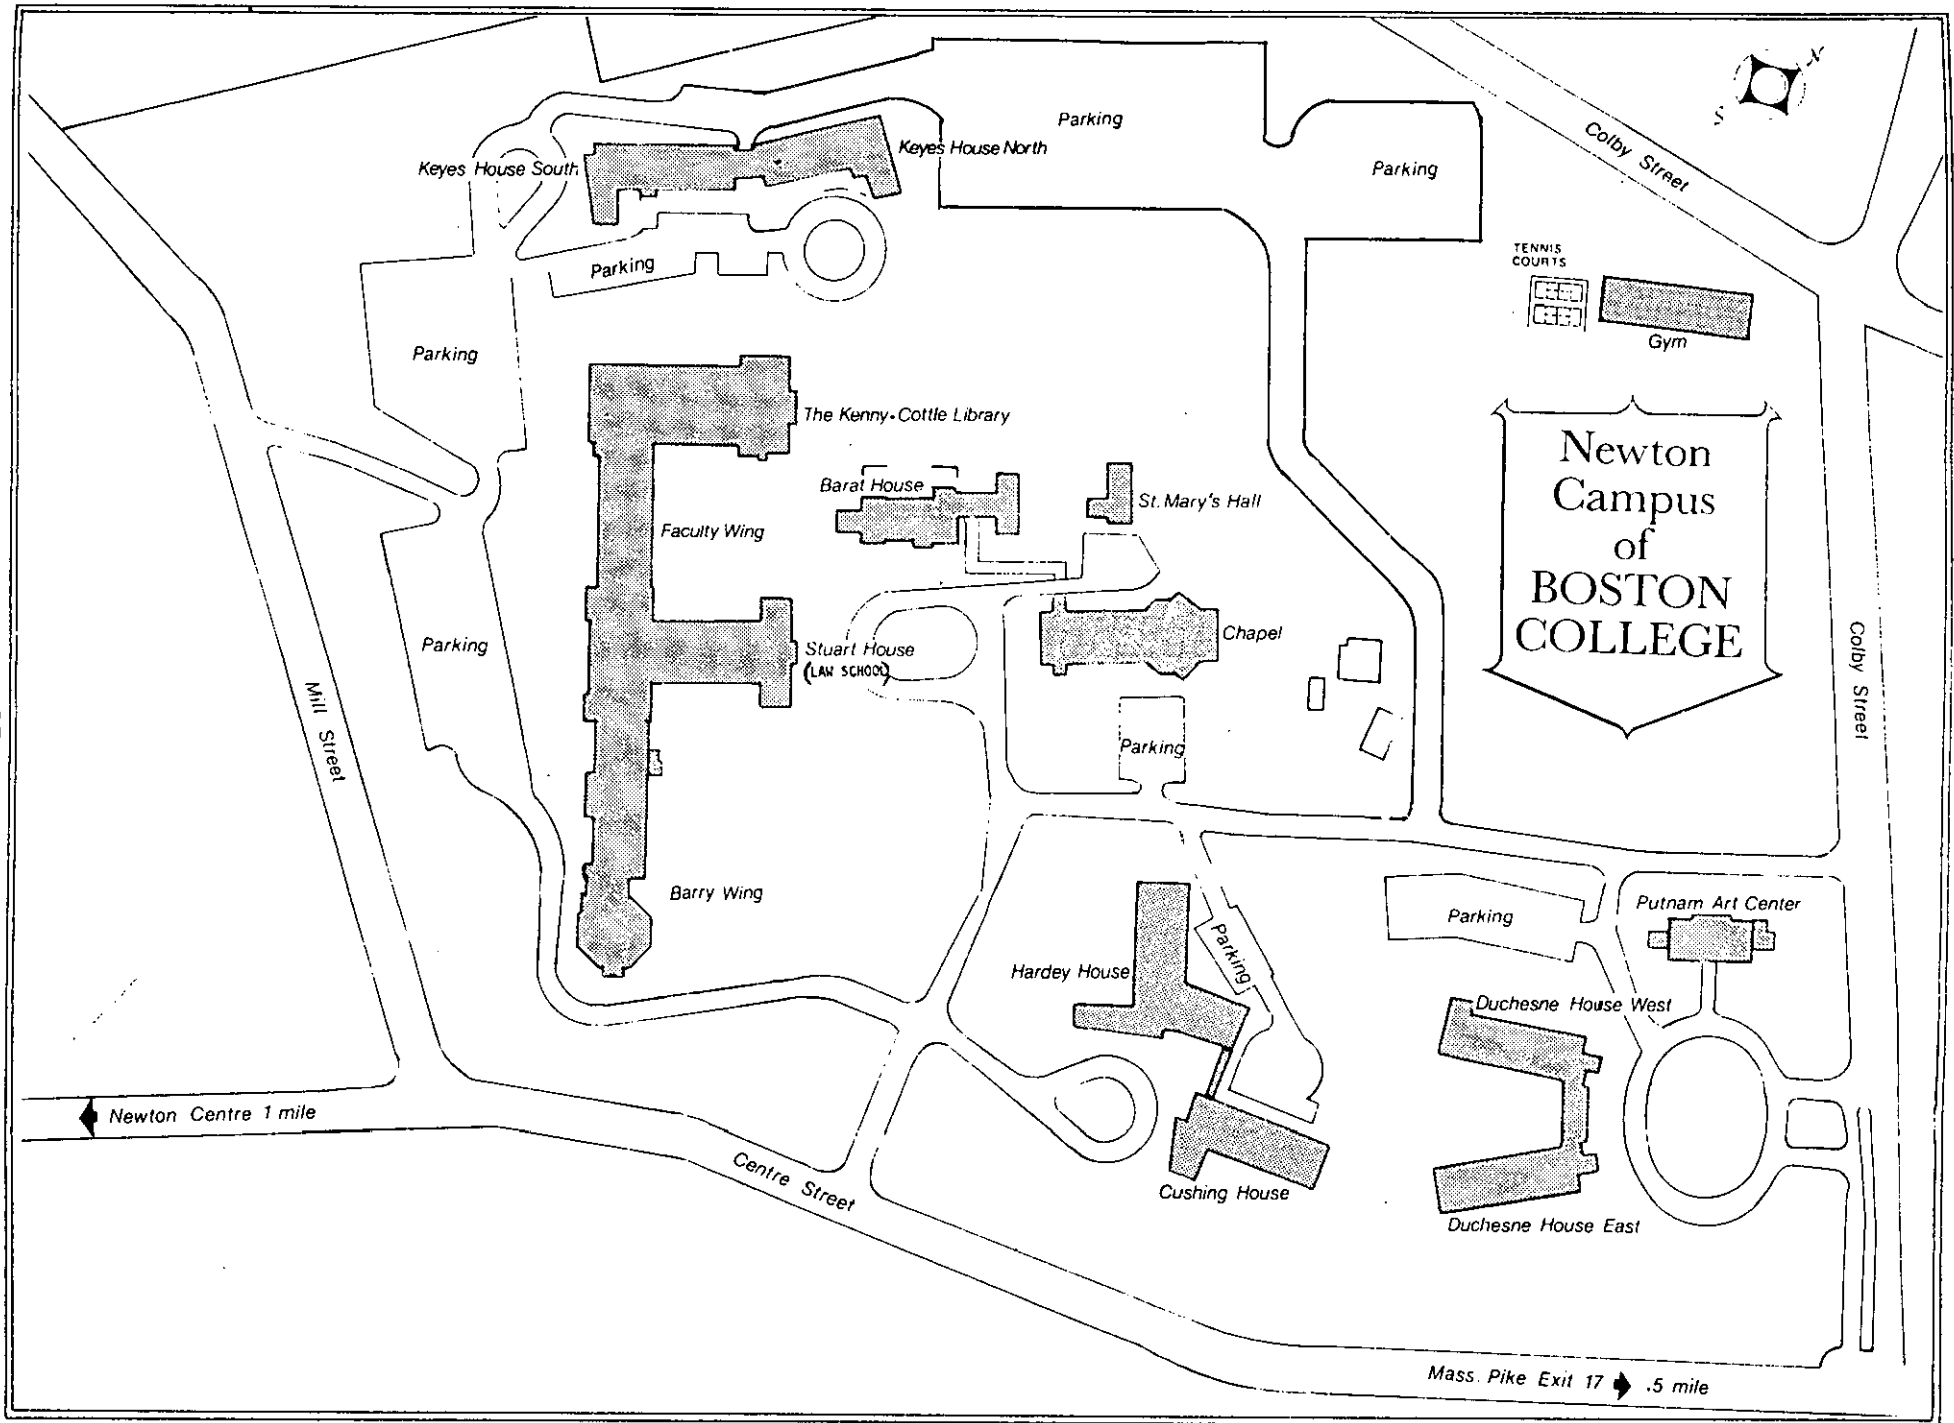 N
S
Colby Street
Parking
Parking
Keyes House South
Keyes House North
Parking
TENNIS
COURTS
Gym
Parking
The Kenny-Cottle Library
Newton
Campus
of
BOSTON
COLLEGE
Barat House
St. Mary's Hall
Faculty Wing
Parking
Stuart House
(LAW SCHOOL)
Chapel
Colby Street
Mill Street
Parking
Barry Wing
Parking
Putnam Art Center
Parking
Hardey House
Duchesne House West
Newton Centre 1 mile
Centre Street
Cushing House
Duchesne House East
Mass. Pike Exit 17 .5 mile